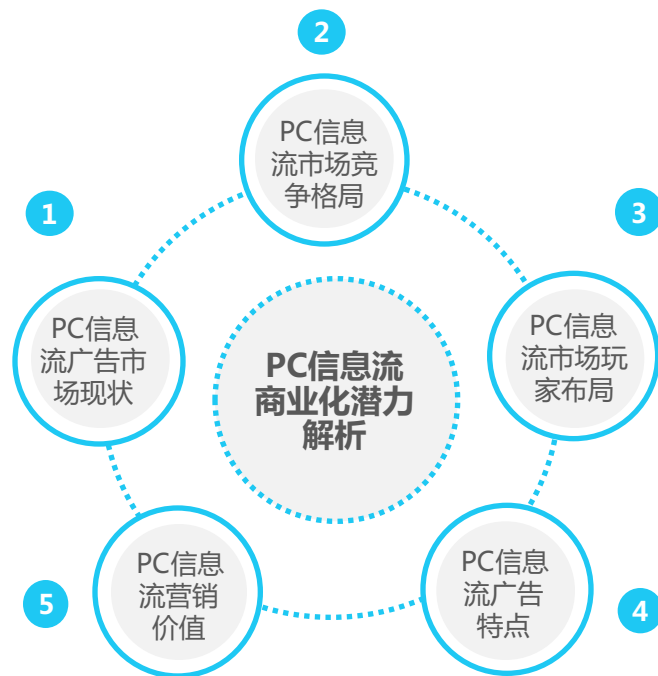 1
PC信息
流广告市
场现状
2
PC信息
流市场竞
争格局
3
PC信息
流市场玩
家布局
4
PC信息
流广告
特点
5
PC信息
流营销
价值
PC信息流
商业化潜力
解析